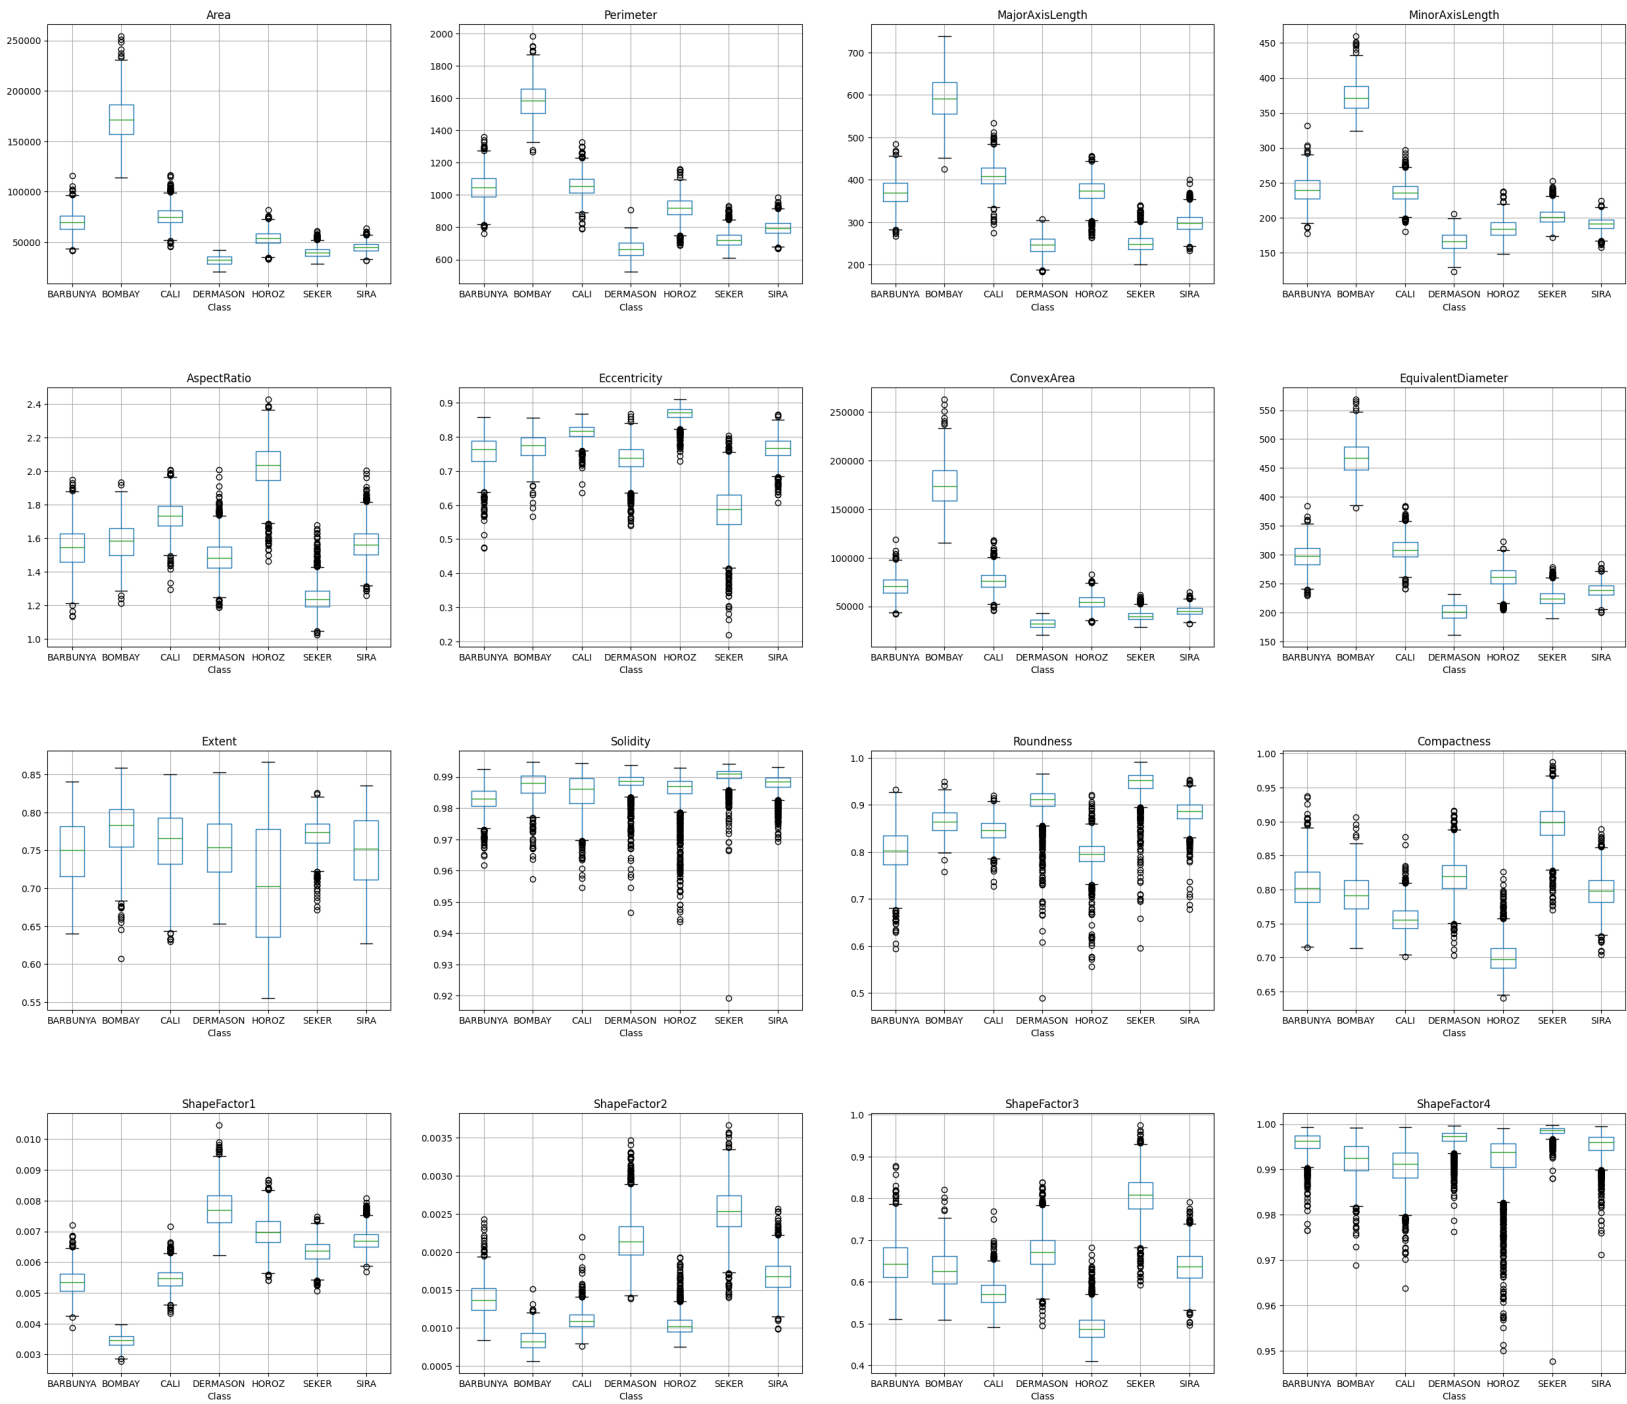 Area Perimeter MajorAxisLength MinorAxisLength
250000 2000 700 450
200000 1800 600 400
150000 1600 500 350
100000 1400 400 300
50000 1200 300 250
1000 200 200
800 150
600
BARBUNYA BOMBAY CALI DERMASON HOROZ SEKER SIRA BARBUNYA BOMBAY CALI DERMASON HOROZ SEKER SIRA BARBUNYA BOMBAY CALI DERMASON HOROZ SEKER SIRA BARBUNYA BOMBAY CALI DERMASON HOROZ SEKER SIRA
Class Class Class Class
AspectRatio Eccentricity ConvexArea EquivalentDiameter
2.4 0.9 250000 550
2.2 0.8 200000 500
2.0 0.7 150000 450
1.8 0.6 100000 400
1.6 0.5 50000 350
1.4 0.4 300
1.2 0.3 250
1.0 0.2 200
150
BARBUNYA BOMBAY CALI DERMASON HOROZ SEKER SIRA BARBUNYA BOMBAY CALI DERMASON HOROZ SEKER SIRA BARBUNYA BOMBAY CALI DERMASON HOROZ SEKER SIRA BARBUNYA BOMBAY CALI DERMASON HOROZ SEKER SIRA
Class Class Class Class
Extent Solidity Roundness Compactness
0.85 0.99 1.0 1.00
0.80 0.98 0.9 0.95
0.75 0.97 0.8 0.90
0.70 0.96 0.7 0.85
0.65 0.95 0.6 0.80
0.60 0.94 0.5 0.75
0.55 0.93 0.70
0.92 0.65
BARBUNYA BOMBAY CALI DERMASON HOROZ SEKER SIRA BARBUNYA BOMBAY CALI DERMASON HOROZ SEKER SIRA BARBUNYA BOMBAY CALI DERMASON HOROZ SEKER SIRA BARBUNYA BOMBAY CALI DERMASON HOROZ SEKER SIRA
Class Class Class Class
ShapeFactor1 ShapeFactor2 ShapeFactor3 ShapeFactor4
0.010 0.0035 1.0 1.00
0.009 0.0030 0.9 0.99
0.008 0.0025 0.8 0.98
0.007 0.0020 0.7 0.97
0.006 0.0015 0.6 0.96
0.005 0.0010 0.5 0.95
0.004 0.0005 0.4
0.003
BARBUNYA BOMBAY CALI DERMASON HOROZ SEKER SIRA BARBUNYA BOMBAY CALI DERMASON HOROZ SEKER SIRA BARBUNYA BOMBAY CALI DERMASON HOROZ SEKER SIRA BARBUNYA BOMBAY CALI DERMASON HOROZ SEKER SIRA
Class Class Class Class